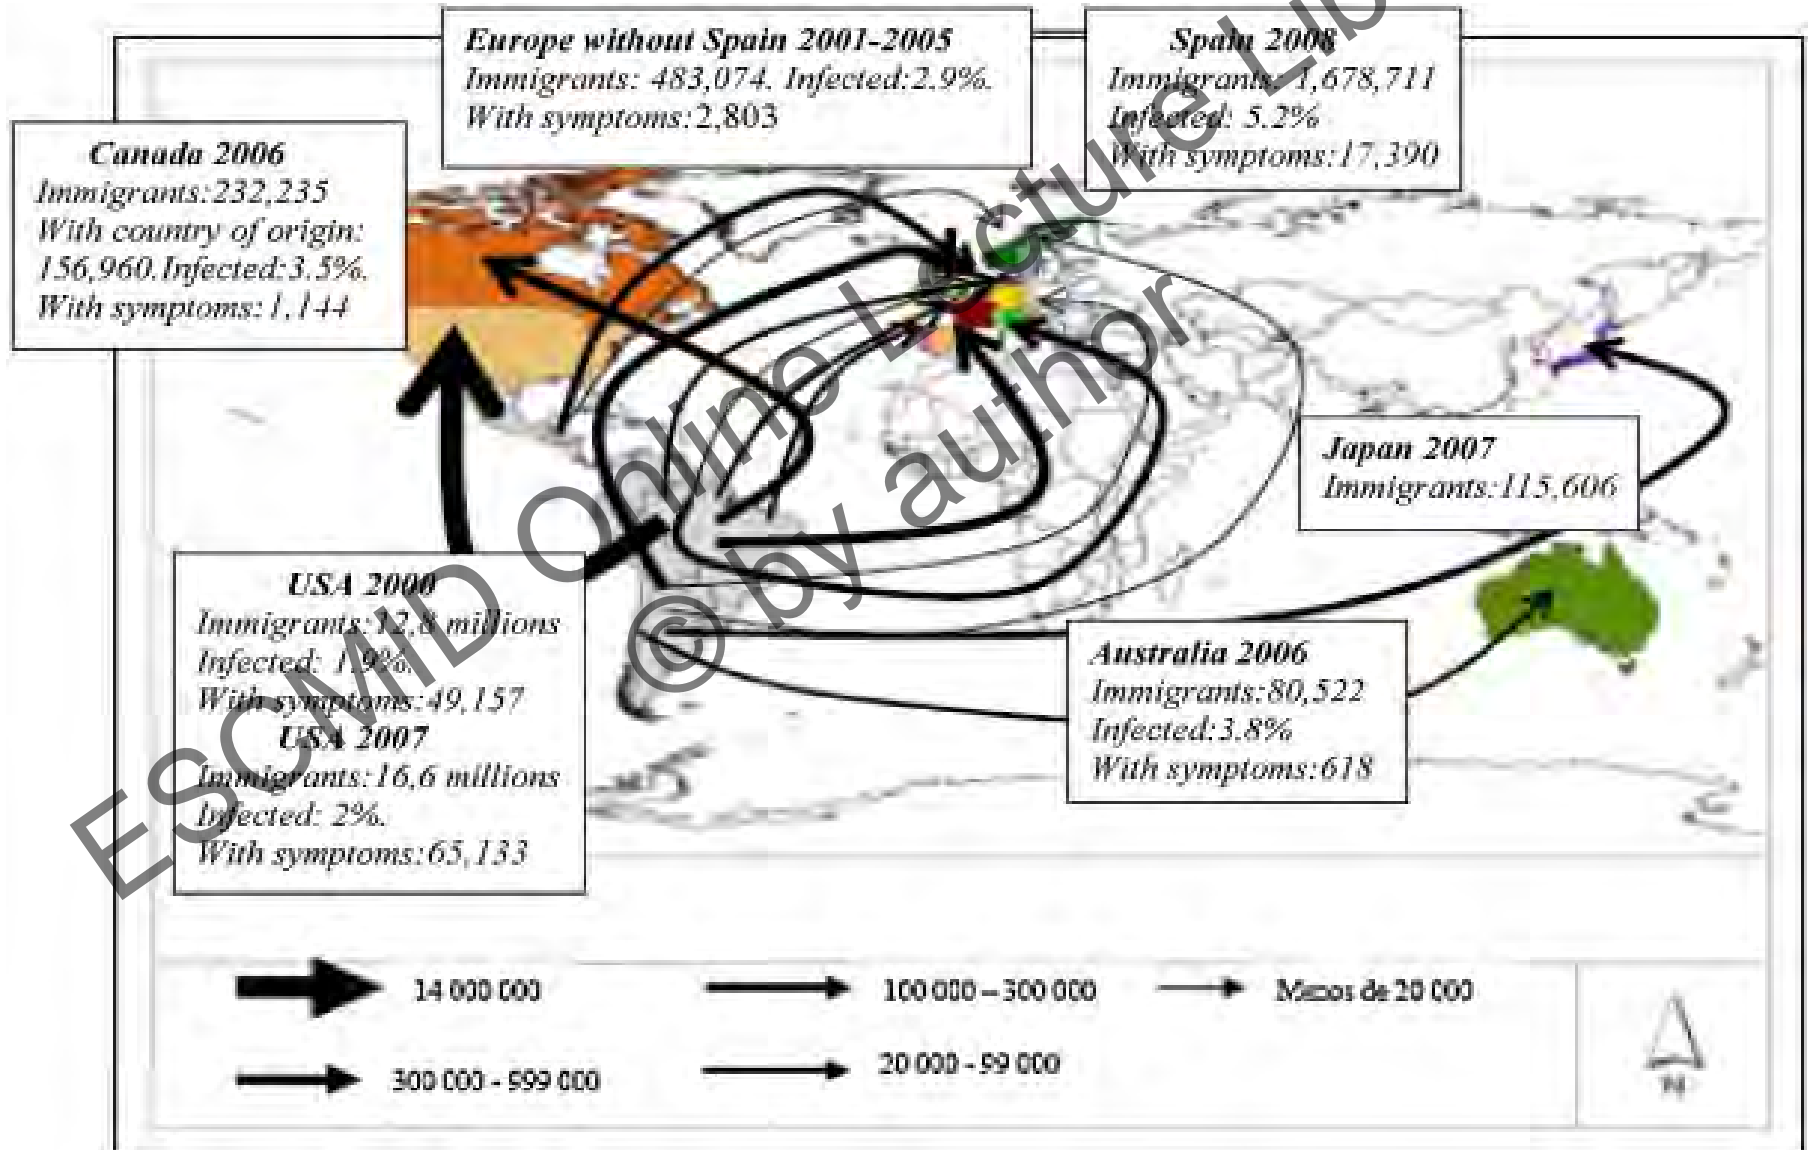 Europe without Spain 2001-2005
Immigrants: 483,074. Infected:2.9%.
With symptoms:2,803
Spain 2008
Immigrants: 1,678,711
Infected: 5.2%
With symptoms:17,390
Canada 2006
Immigrants:232,235
With country of origin:
156,960.Infected:3.5%.
With symptoms:1,144
Japan 2007
Immigrants:115,606
USA 2000
Immigrants:12,8 millions
Infected: 1.9%.
With symptoms:49,157
USA 2007
Immigrants:16,6 millions
Infected: 2%.
With symptoms:65,133
Australia 2006
Immigrants:80,522
Infected:3.8%
With symptoms:618
ESCMID Online Lecture Lib
© by author
14 000 000
100 000 – 300 000
Menos de 20 000
300 000 - 999 000
20 000 - 99 000
N